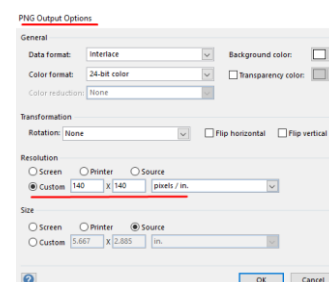 PNG Output Options
General
Data format: Interlace Background color:
Color format: 24-bit color Transparency color:
Color reduction: None
Transformation
Rotation: None Flip horizontal Flip vertical
Resolution
Screen Printer Source
Custom 140 X 140 pixels / in.
Size
Screen Printer Source
Custom 5.667 X 2.885 in.
? OK Cancel